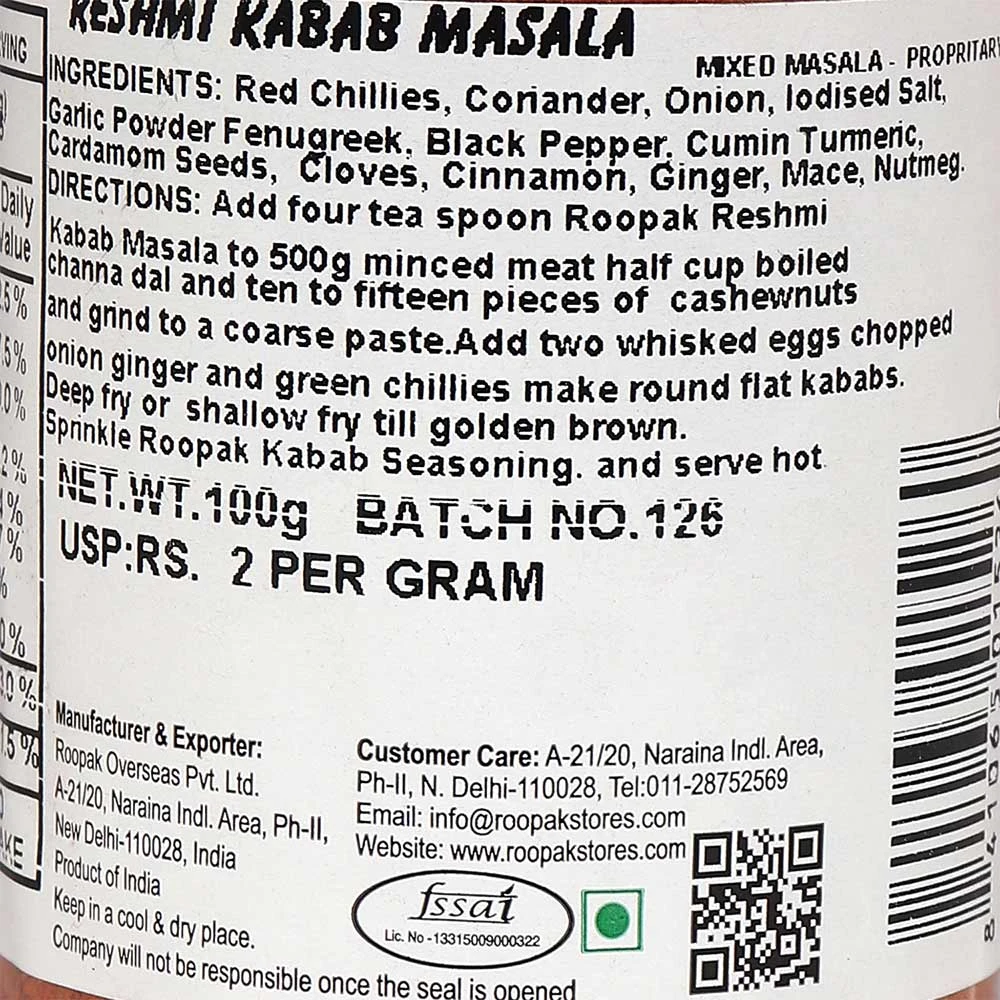 RESHMI KABAB MASALA
MIXED MASALA - PROPRITARY
INGREDIENTS: Red Chillies, Coriander, Onion, Iodised Salt,
Garlic Powder Fenugreek, Black Pepper, Cumin Turmeric,
Cardamom Seeds, Cloves, Cinnamon, Ginger, Mace, Nutmeg.
DIRECTIONS: Add four tea spoon Roopak Reshmi
Kabab Masala to 500g minced meat half cup boiled
channa dal and ten to fifteen pieces of cashewnuts
and grind to a coarse paste.Add two whisked eggs chopped
onion ginger and green chillies make round flat kababs.
Deep fry or shallow fry till golden brown.
Sprinkle Roopak Kabab Seasoning. and serve hot
NET.WT.100g BATCH NO.126
USP:RS. 2 PER GRAM
Manufacturer & Exporter:
Roopak Overseas Pvt. Ltd.
A-21/20, Naraina Indl. Area, Ph-II,
New Delhi-110028, India
Product of India
Keep in a cool & dry place.
Company will not be responsible once the seal is opened
Customer Care: A-21/20, Naraina Indl. Area,
Ph-II, N. Delhi-110028, Tel:011-28752569
Email: info@roopakstores.com
Website: www.roopakstores.com
fssai
Lic. No -13315009000322
Daily